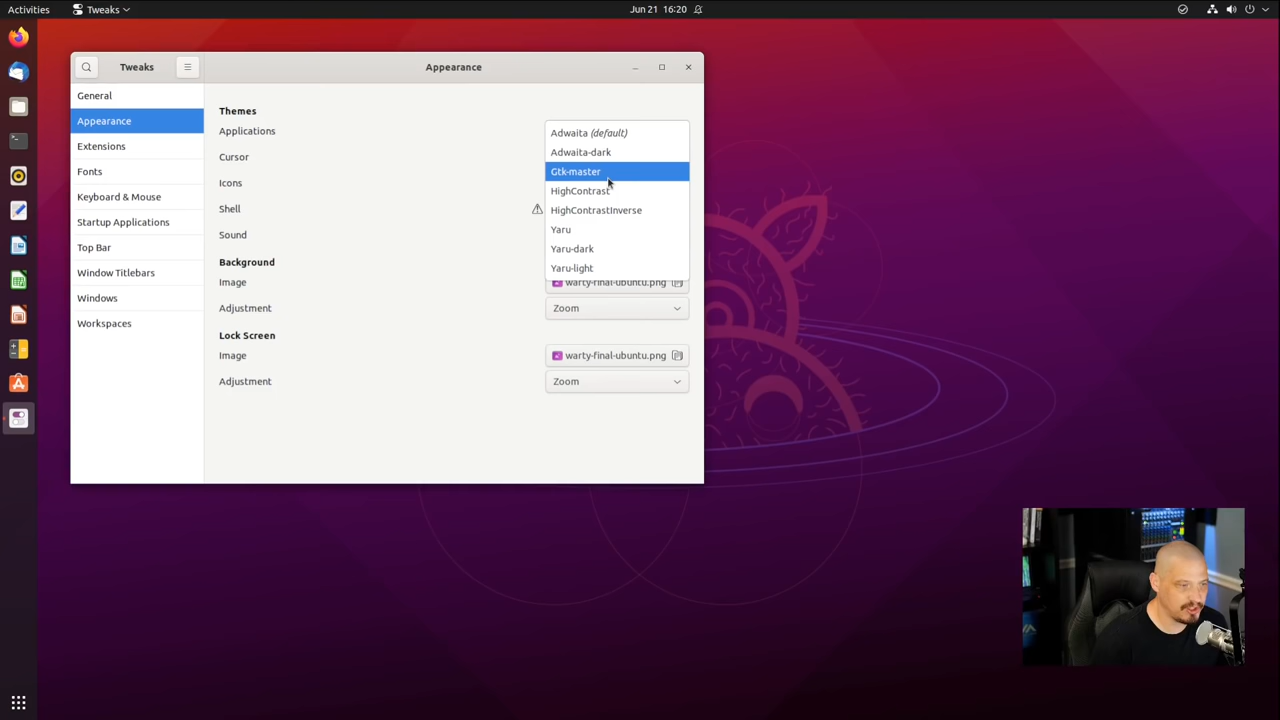 Activities
Tweaks
Jun 21 16:20
Tweaks
Appearance
General
Appearance
Extensions
Fonts
Keyboard & Mouse
Startup Applications
Top Bar
Window Titlebars
Windows
Workspaces
Themes
Applications
Cursor
Icons
Shell
Sound
Adwaita (default)
Adwaita-dark
Gtk-master
HighContrast
HighContrastInverse
Yaru
Yaru-dark
Yaru-light
Background
Image
warty-final-ubuntu.png
Adjustment
Zoom
Lock Screen
Image
warty-final-ubuntu.png
Adjustment
Zoom